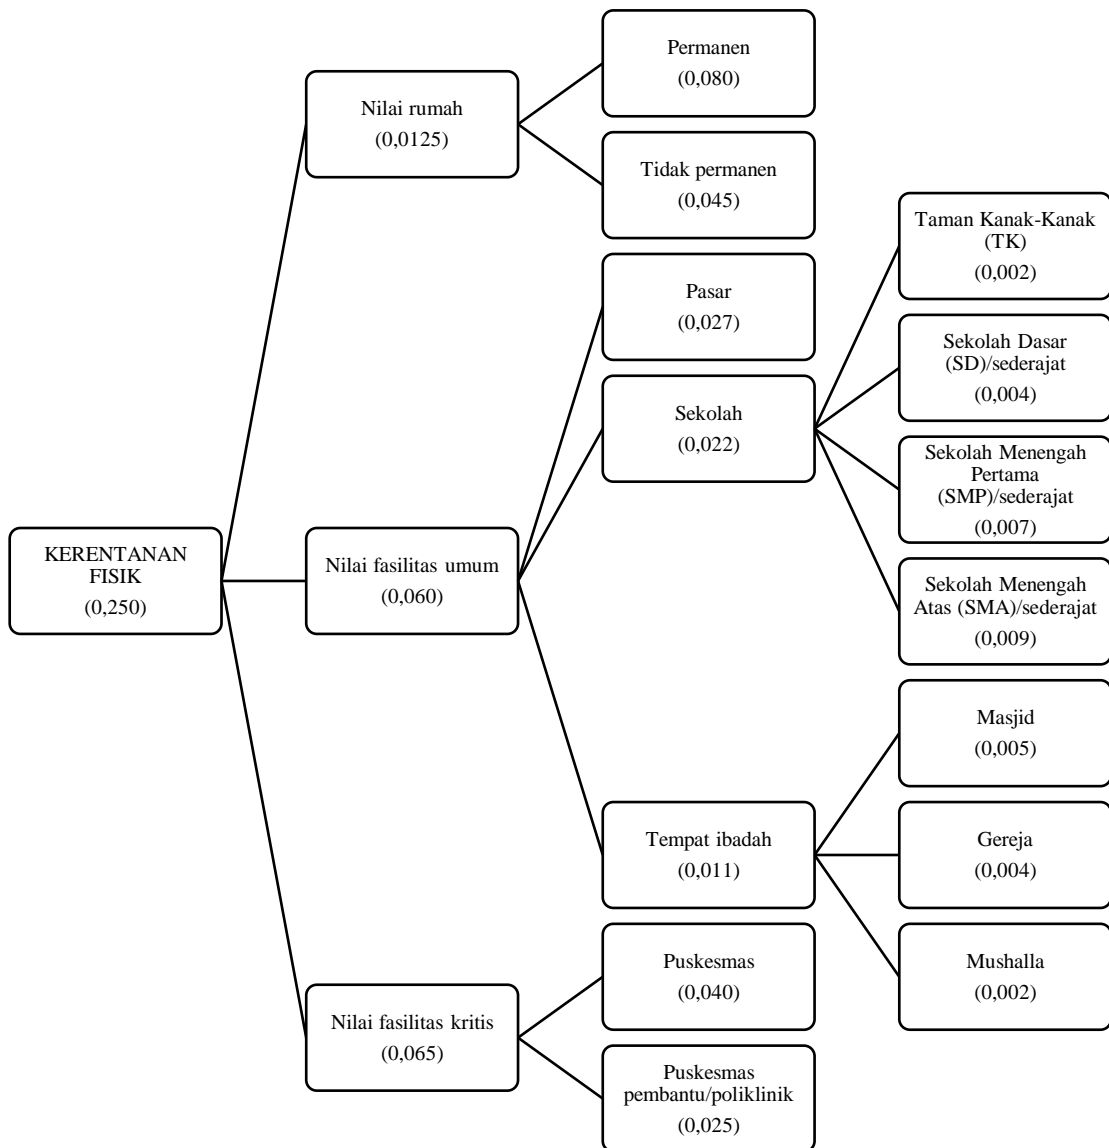 Permanen
(0,080)
Nilai rumah
(0,0125)
Tidak permanen
(0,045)
Taman Kanak-Kanak
(TK)
(0,002)
Pasar
(0,027)
Sekolah Dasar
(SD)/sederajat
(0,004)
Sekolah
(0,022)
Sekolah Menengah
Pertama
(SMP)/sederajat
(0,007)
KERENTANAN
FISIK
(0,250)
Nilai fasilitas umum
(0,060)
Sekolah Menengah
Atas (SMA)/sederajat
(0,009)
Masjid
(0,005)
Tempat ibadah
(0,011)
Gereja
(0,004)
Puskesmas
(0,040)
Mushalla
(0,002)
Nilai fasilitas kritis
(0,065)
Puskesmas
pembantu/poliklinik
(0,025)